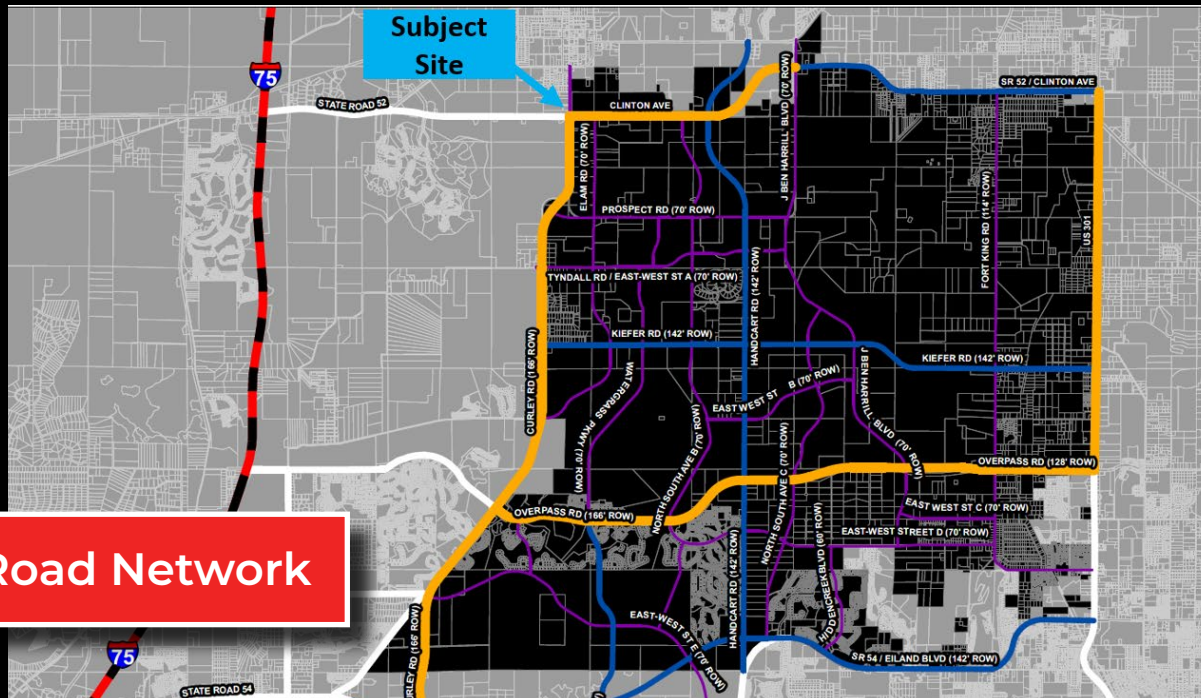 Subject
Site
75
STATE ROAD 52
CLINTON AVE
SR 52 / CLINTON AVE
J BEN HARRILL BLVD (70' ROW)
ELAM RD (70' ROW)
PROSPECT RD (70' ROW)
FORT KING RD (114' ROW)
US 301
TYNDALL RD / EAST-WEST ST A (70' ROW)
HANDCART RD (142' ROW)
KIEFER RD (142' ROW)
KIEFER RD (142' ROW)
CURLEY RD (166' ROW)
WATERGRASS PKWY (70' ROW)
EAST WEST ST B (70' ROW)
J BEN HARRILL BLVD (70' ROW)
NORTH SOUTH AVE B (70' ROW)
NORTH SOUTH AVE C (70' ROW)
OVERPASS RD (128' ROW)
OVERPASS RD (166' ROW)
EAST WEST ST C (70' ROW)
EAST-WEST STREET D (70' ROW)
Road Network
HANDCART RD (142' ROW)
HIDDENCREEK BLVD (60' ROW)
EAST-WEST ST E (70' ROW)
75
SR 54 / EILAND BLVD (142' ROW)
STATE ROAD 54
CURLEY RD (166' ROW)